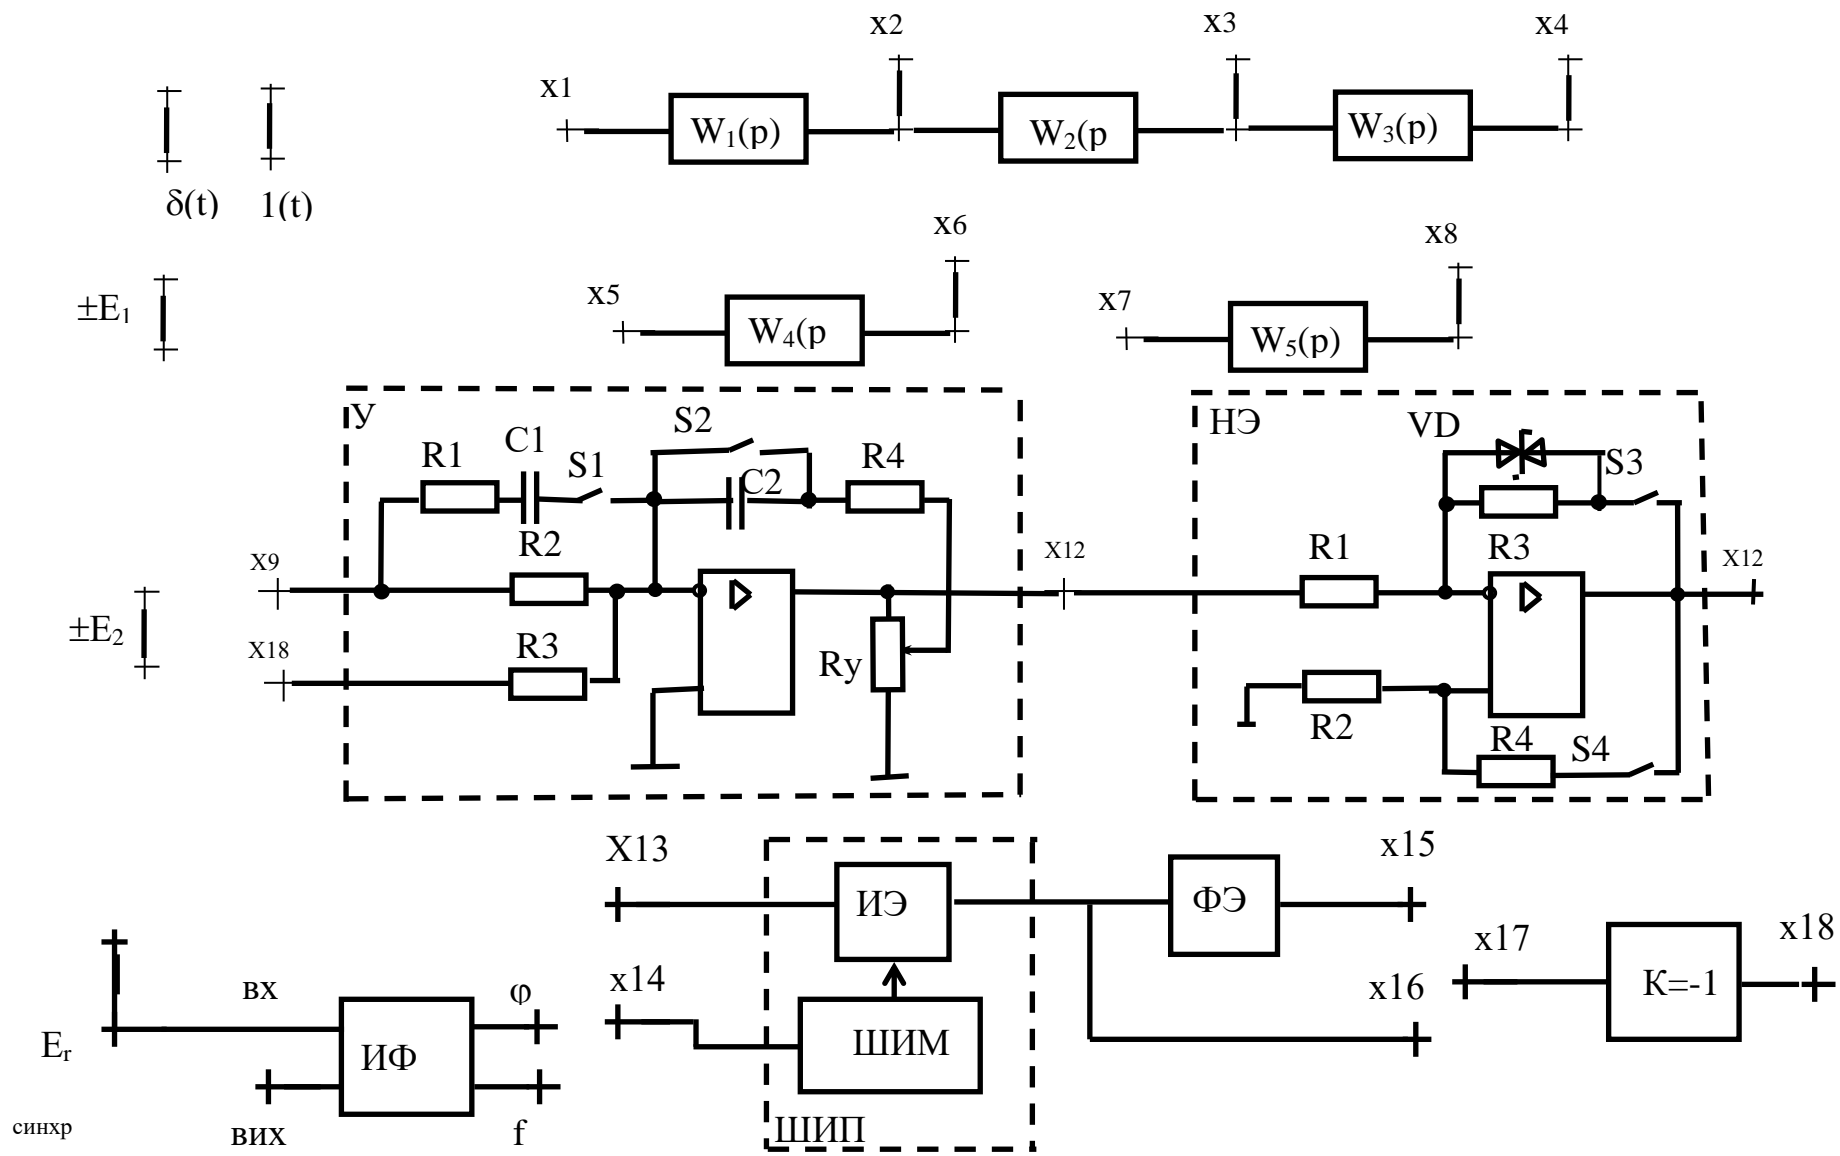 x2
x3
x4
x1
W1(p)
W2(p
W3(p)
δ(t)
1(t)
x6
x8
±E1
x5
W4(p
x7
W5(p)
У
S2
НЭ
VD
R1
C1
S1
C2
R4
S3
R2
R1
R3
X9
X12
X12
±E2
X18
R3
Ry
R2
R4
S4
X13
x15
ИЭ
ФЭ
x14
x16
x17
x18
К=-1
вх
φ
Er
ИФ
ШИМ
синхр
вих
f
ШИП